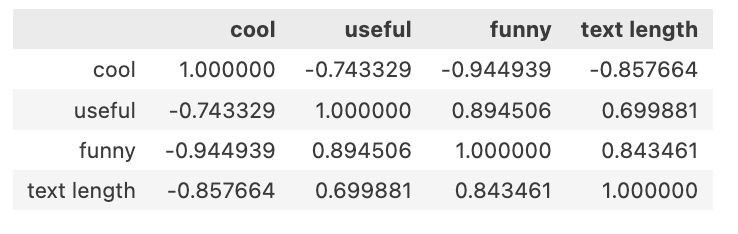 cool useful funny text length
cool 1.000000 -0.743329 -0.944939 -0.857664
useful -0.743329 1.000000 0.894506 0.699881
funny -0.944939 0.894506 1.000000 0.843461
text length -0.857664 0.699881 0.843461 1.000000